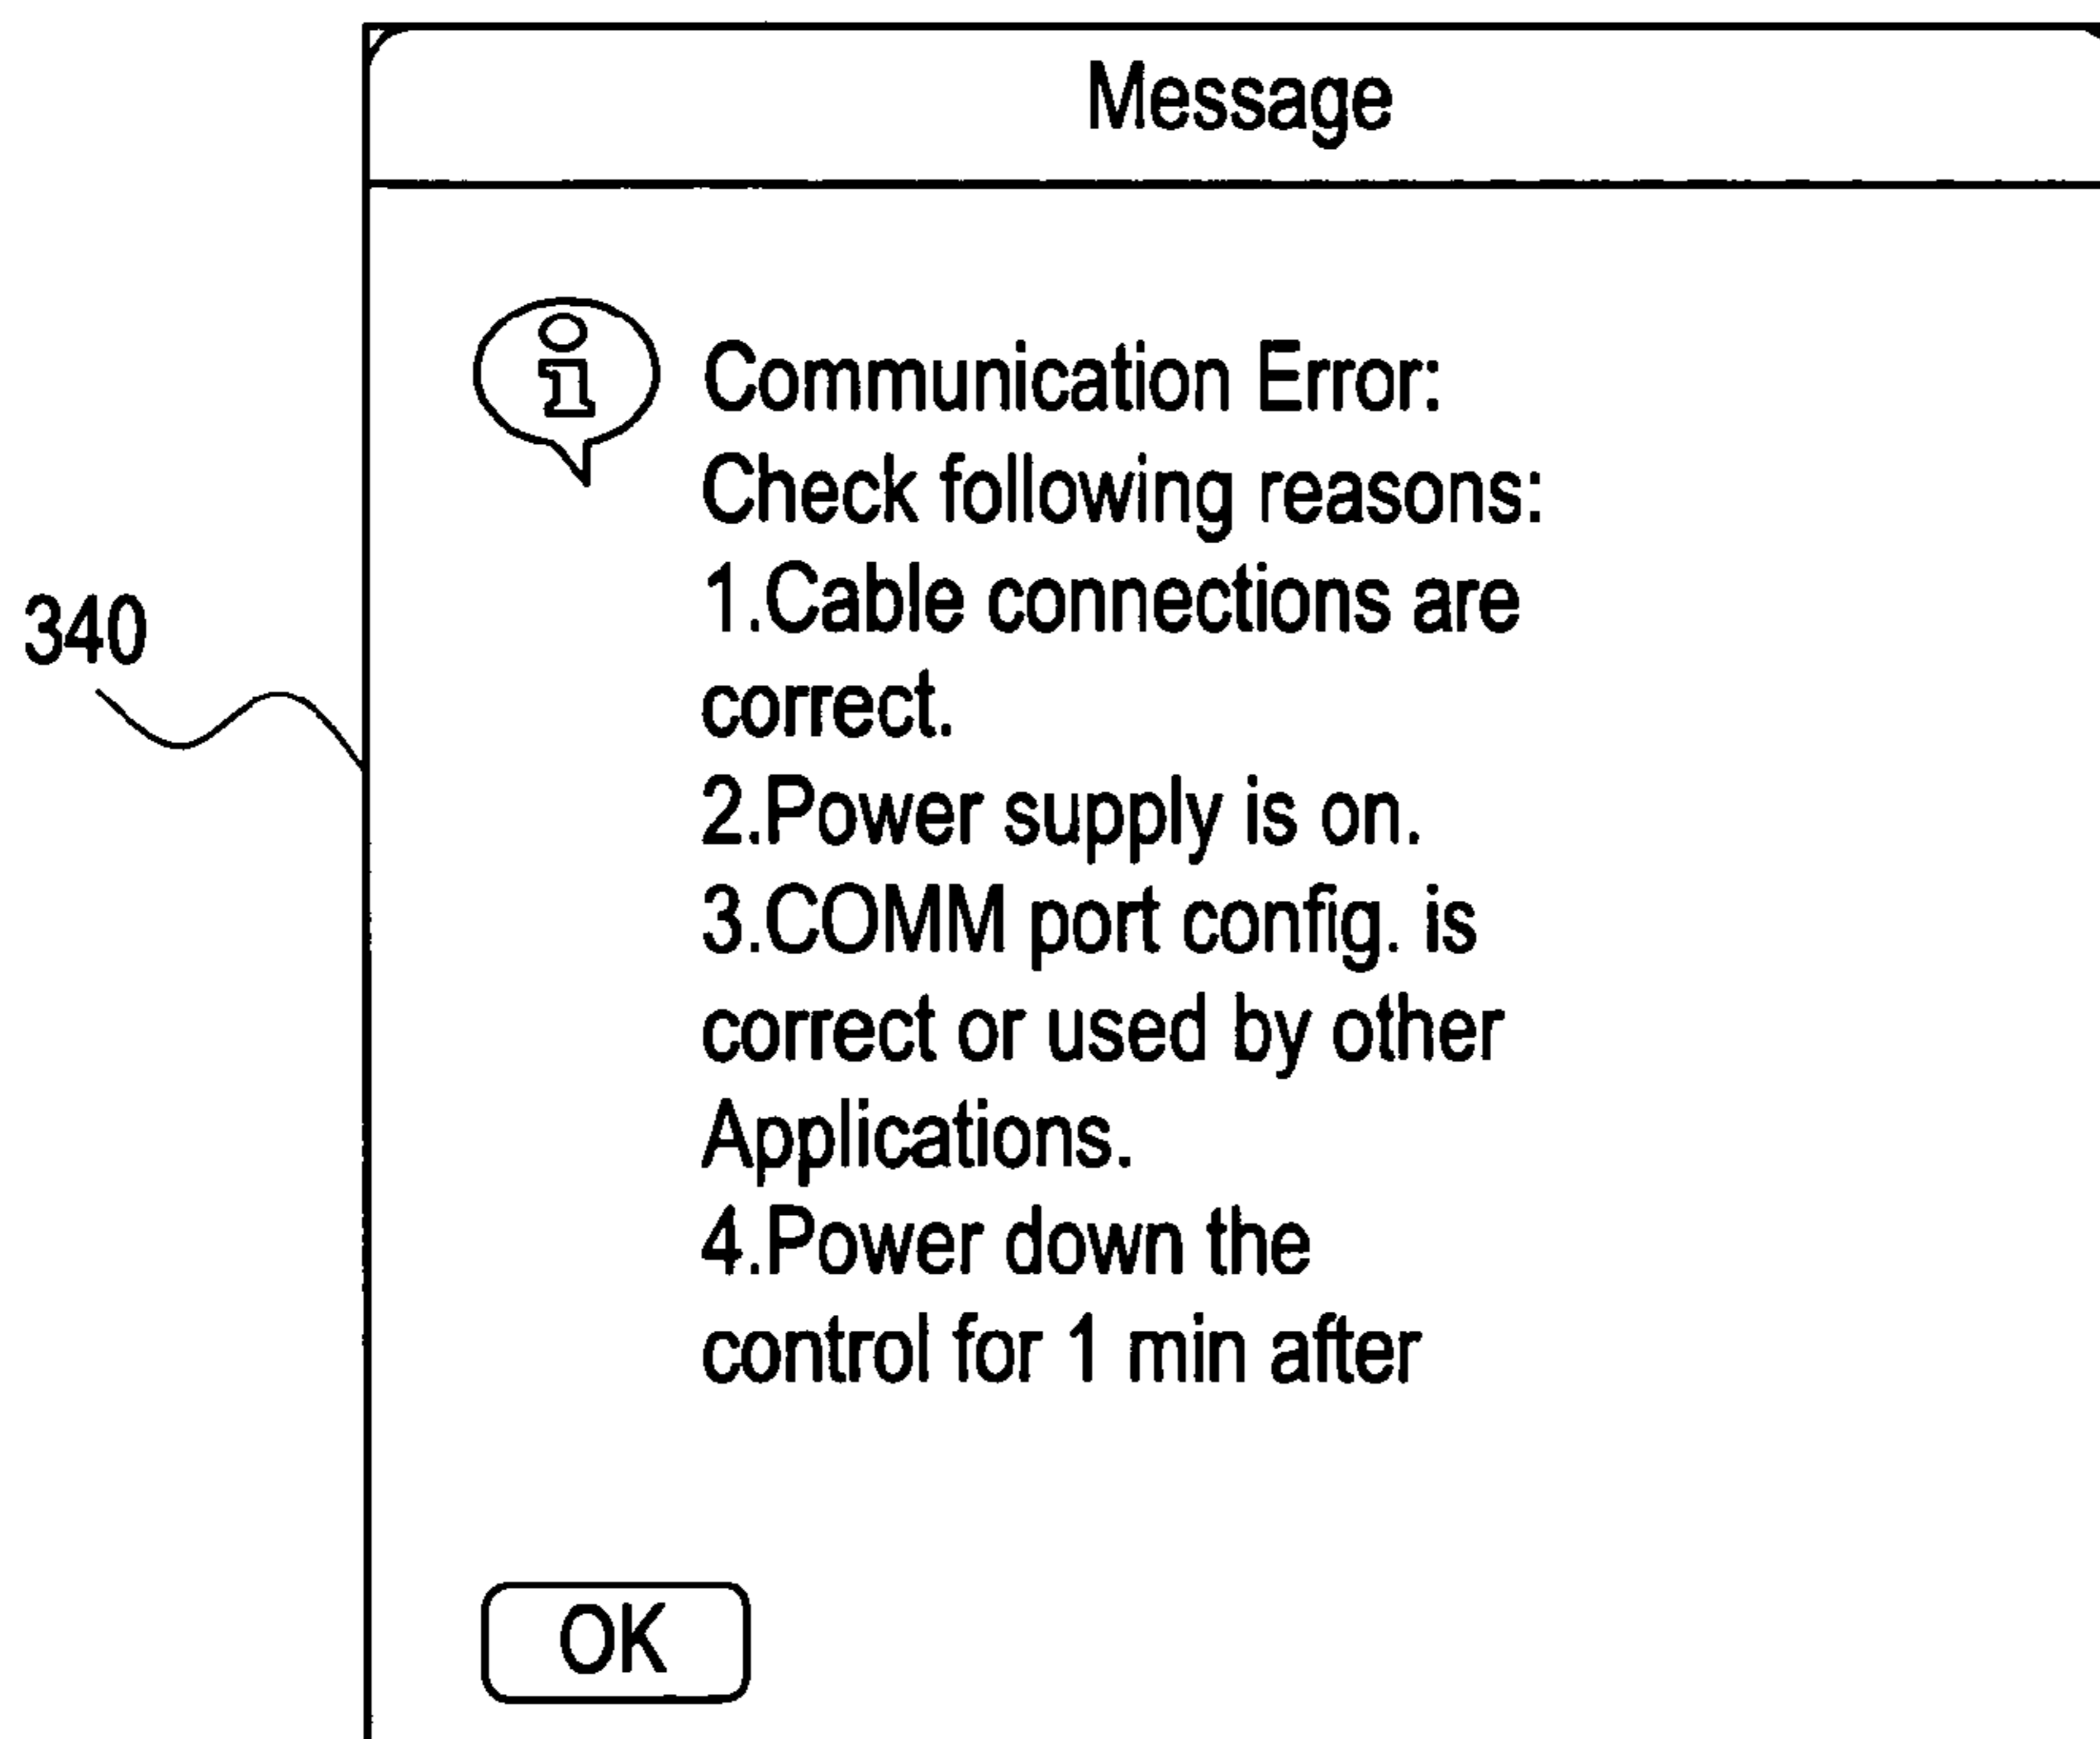 Message
Communication Error:
Check following reasons:
1.Cable connections are
correct.
340
2.Power supply is on.
3.COMM port config. is
correct or used by other
Applications.
4.Power down the
control for 1 min after
OK